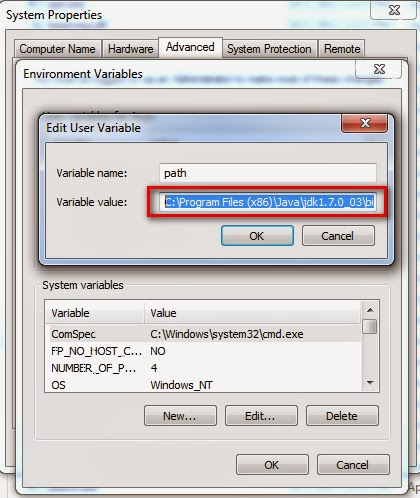 System Properties
Computer Name Hardware Advanced System Protection Remote
Environment Variables
Edit User Variable
Variable name: path
Variable value: C:\Program Files (x86)\Java\jdk1.7.0_03\bi
OK Cancel
System variables
Variable Value
ComSpec C:\Windows\system32\cmd.exe
FP_NO_HOST_C... NO
NUMBER_OF_P... 4
OS Windows_NT
New... Edit... Delete
OK Cancel
Ap